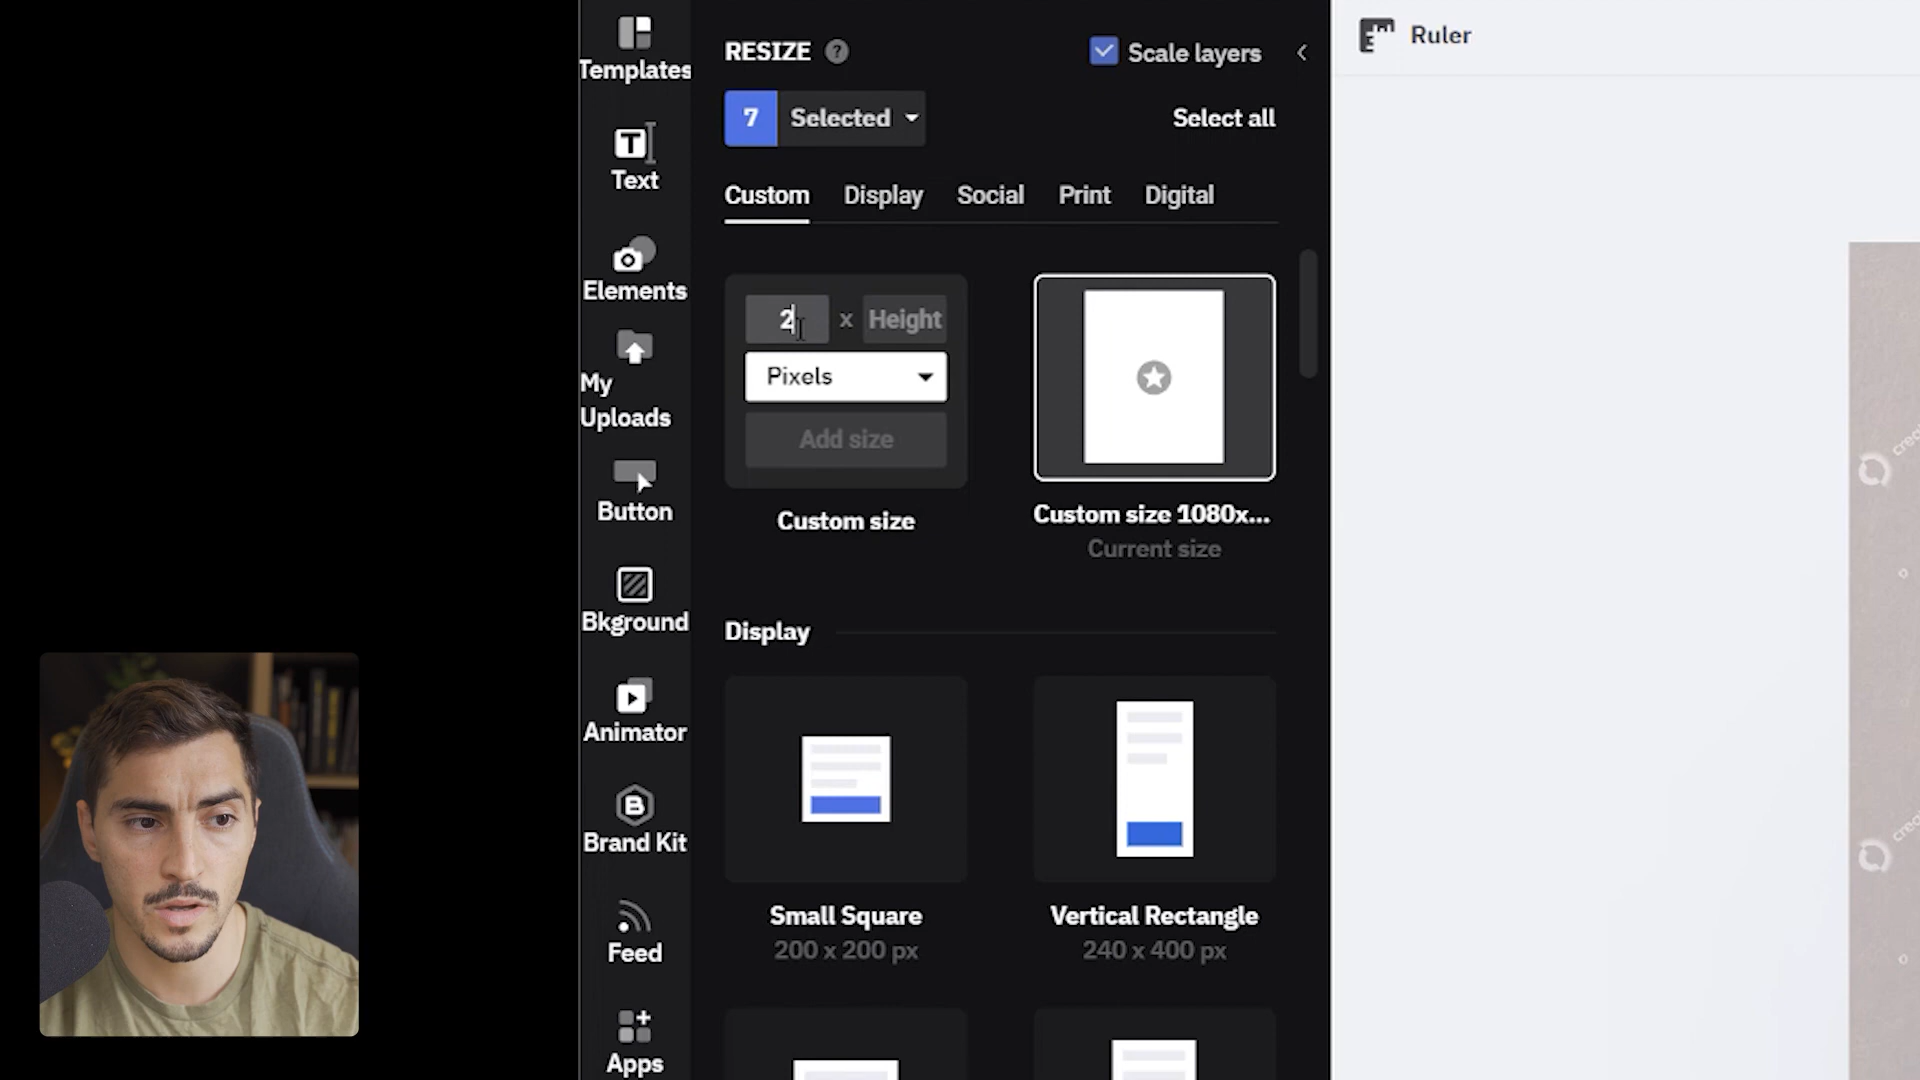 Templates
Text
Elements
My
Uploads
Button
Bkground
Animator
Brand Kit
Feed
Apps
RESIZE ?
Scale layers
7 Selected
Select all
Custom Display Social Print Digital
2 x Height
Pixels
Add size
Custom size
Custom size 1080x...
Current size
Display
Small Square
200 x 200 px
Vertical Rectangle
240 x 400 px
Ruler